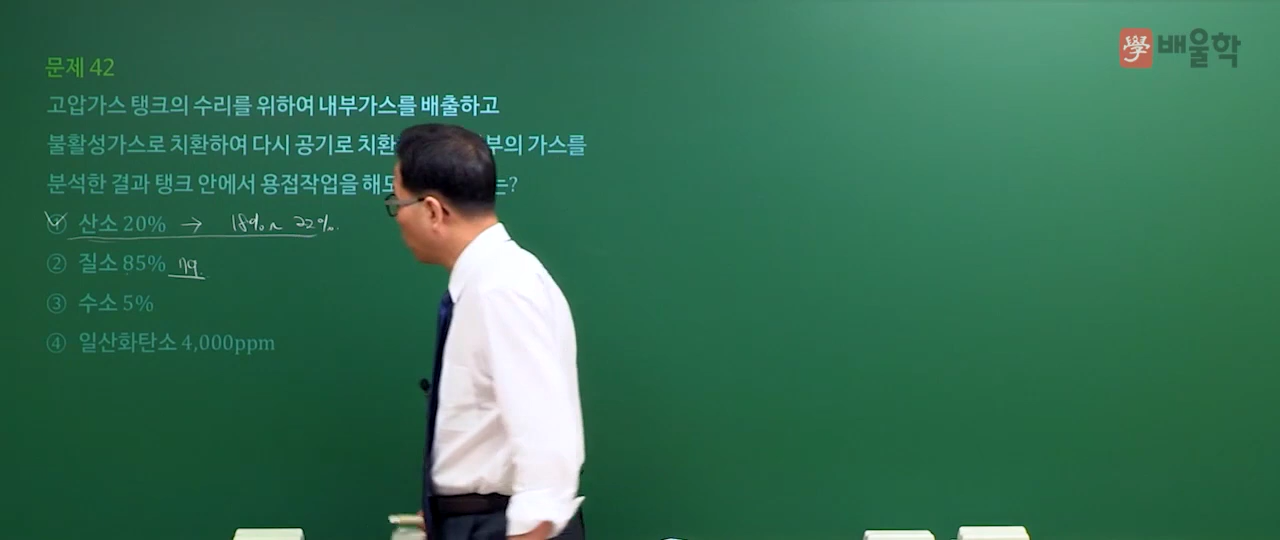 學 배울학
문제 42
고압가스 탱크의 수리를 위하여 내부가스를 배출하고
불활성가스로 치환하여 다시 공기로 치환 부의 가스를
분석한 결과 탱크 안에서 용접작업을 해도 는?
① 산소 20% → 18%~22%.
② 질소 85% 79.
③ 수소 5%
④ 일산화탄소 4,000ppm